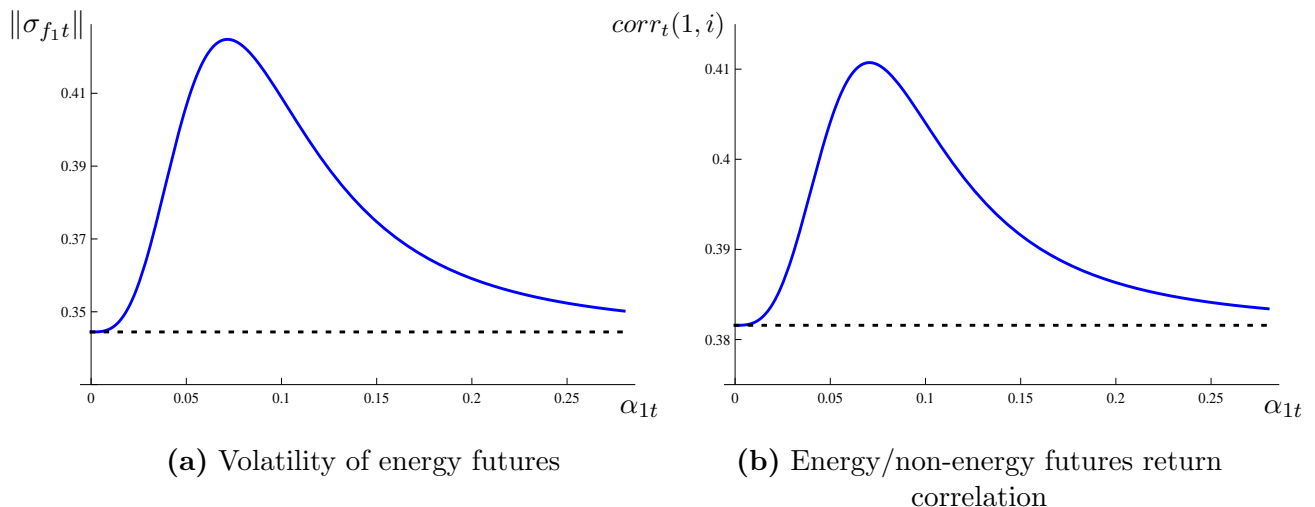 ‖σ_{f_1 t}‖
0.41
0.39
0.37
0.35
0 0.05 0.1 0.15 0.2 0.25 α_{1t}
(a) Volatility of energy futures
corr_t(1, i)
0.41
0.4
0.39
0.38
0 0.05 0.1 0.15 0.2 0.25 α_{1t}
(b) Energy/non-energy futures return
correlation